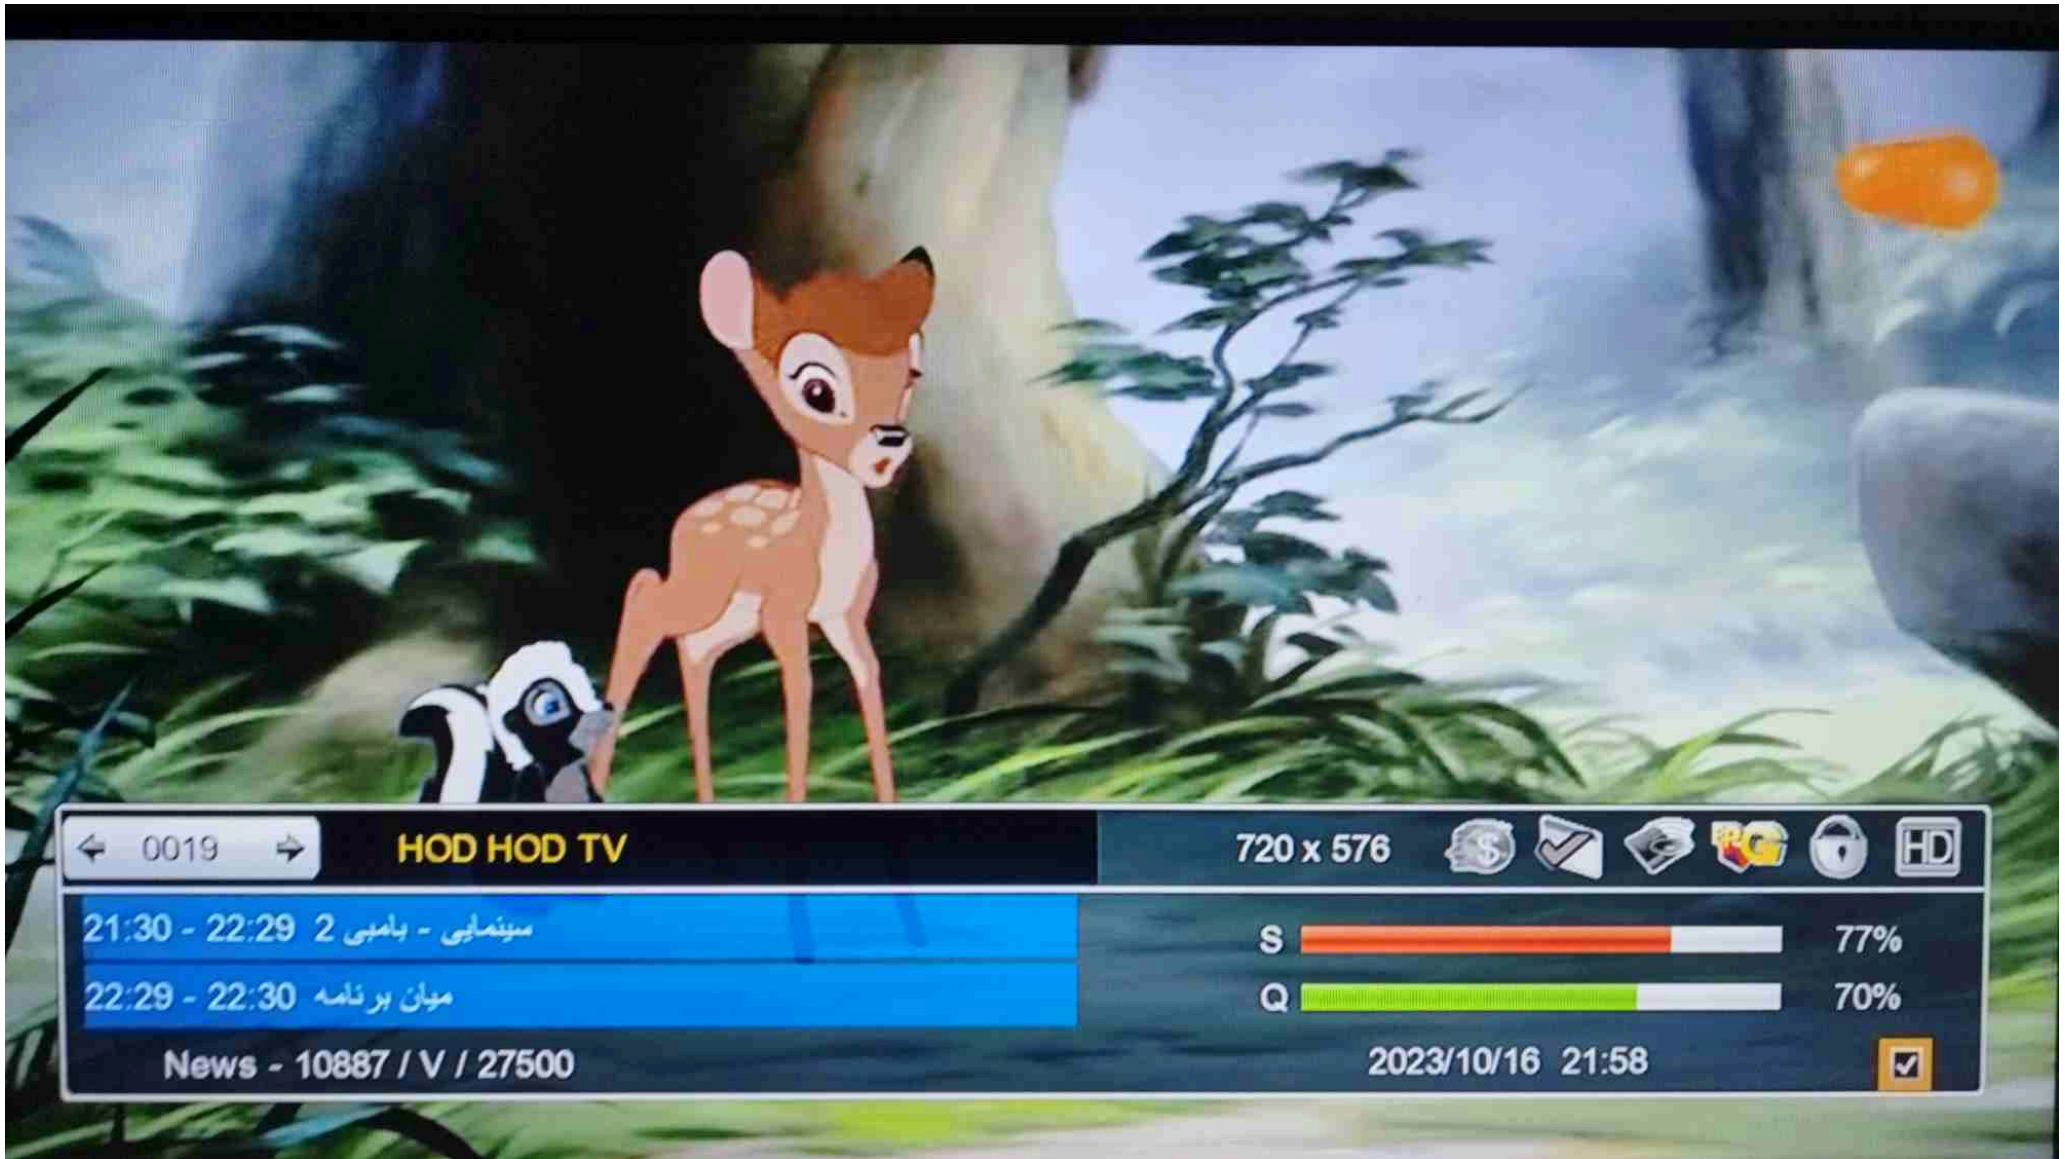 0019
HOD HOD TV
720 x 576
HD
21:30 - 22:29 سینمایی - بامبی 2
S 77%
22:29 - 22:30 میان برنامه
Q 70%
News - 10887 / V / 27500
2023/10/16 21:58